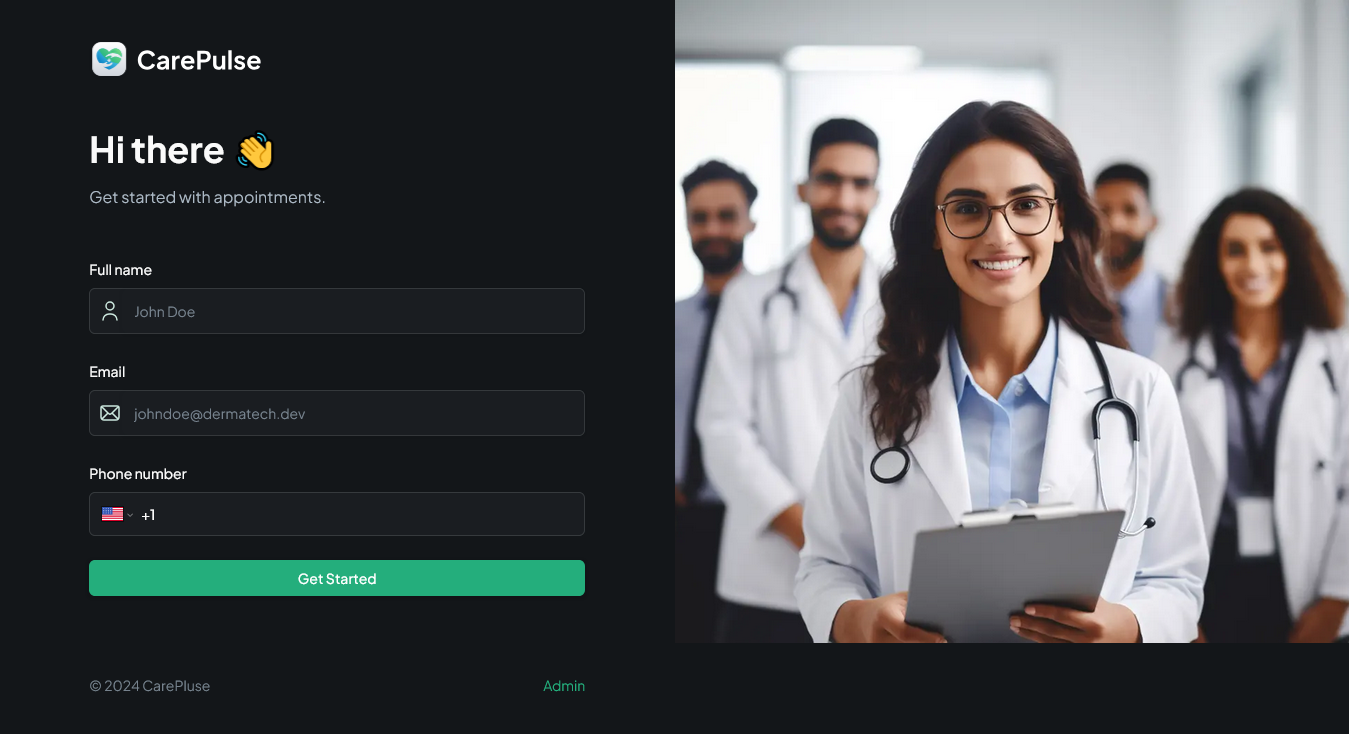 CarePulse
Hi there 👋
Get started with appointments.
Full name
John Doe
Email
johndoe@dermatech.dev
Phone number
+1
Get Started
© 2024 CarePluse
Admin